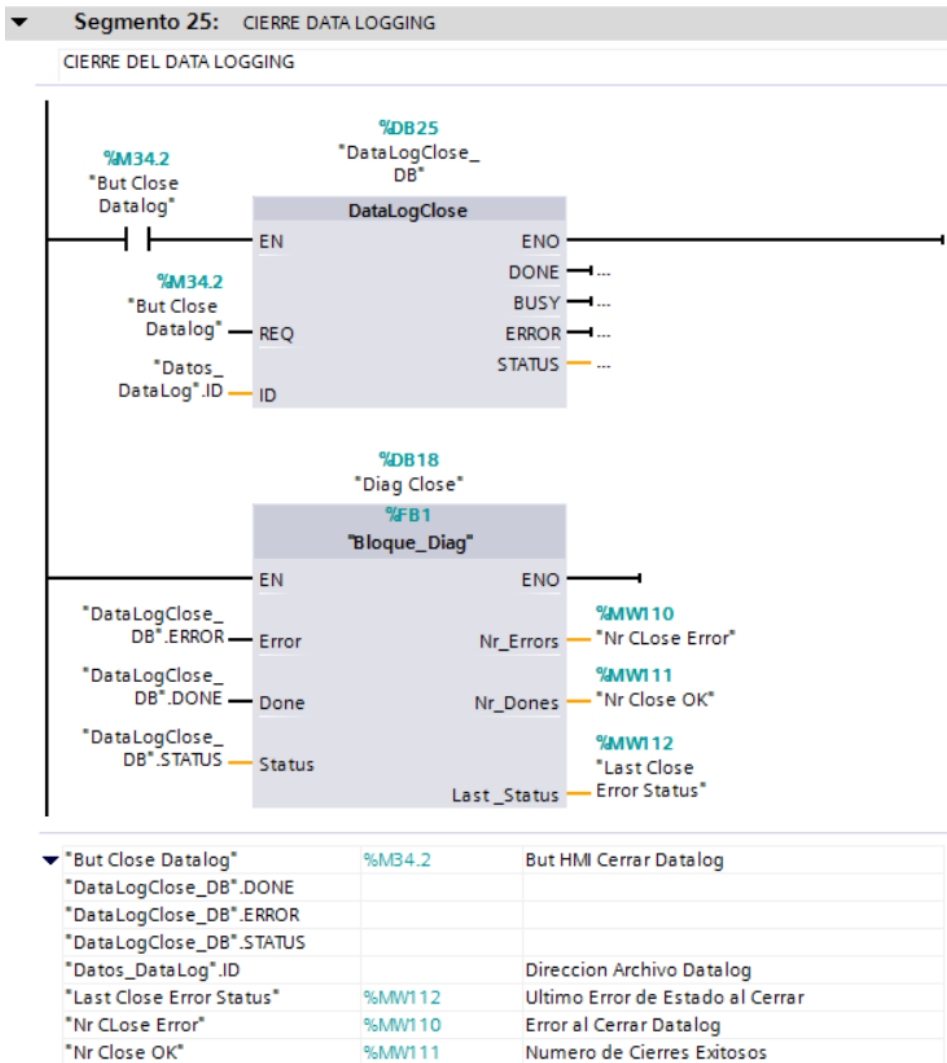 Segmento 25: CIERRE DATA LOGGING
CIERRE DEL DATA LOGGING
%DB25
"DataLogClose_
DB"
%M34.2
"But Close
Datalog"
DataLogClose
EN ENO
DONE ...
BUSY ...
%M34.2
"But Close
Datalog"
REQ ERROR ...
STATUS ...
"Datos_
DataLog".ID
ID
%DB18
"Diag Close"
%FB1
"Bloque_Diag"
EN ENO
"DataLogClose_
DB".ERROR
Error Nr_Errors
%MW110
"Nr CLose Error"
"DataLogClose_
DB".DONE
Done Nr_Dones
%MW111
"Nr Close OK"
"DataLogClose_
DB".STATUS
Status
Last_Status
%MW112
"Last Close
Error Status"
"But Close Datalog" %M34.2 But HMI Cerrar Datalog
"DataLogClose_DB".DONE
"DataLogClose_DB".ERROR
"DataLogClose_DB".STATUS
"Datos_DataLog".ID Direccion Archivo Datalog
"Last Close Error Status" %MW112 Ultimo Error de Estado al Cerrar
"Nr CLose Error" %MW110 Error al Cerrar Datalog
"Nr Close OK" %MW111 Numero de Cierres Exitosos